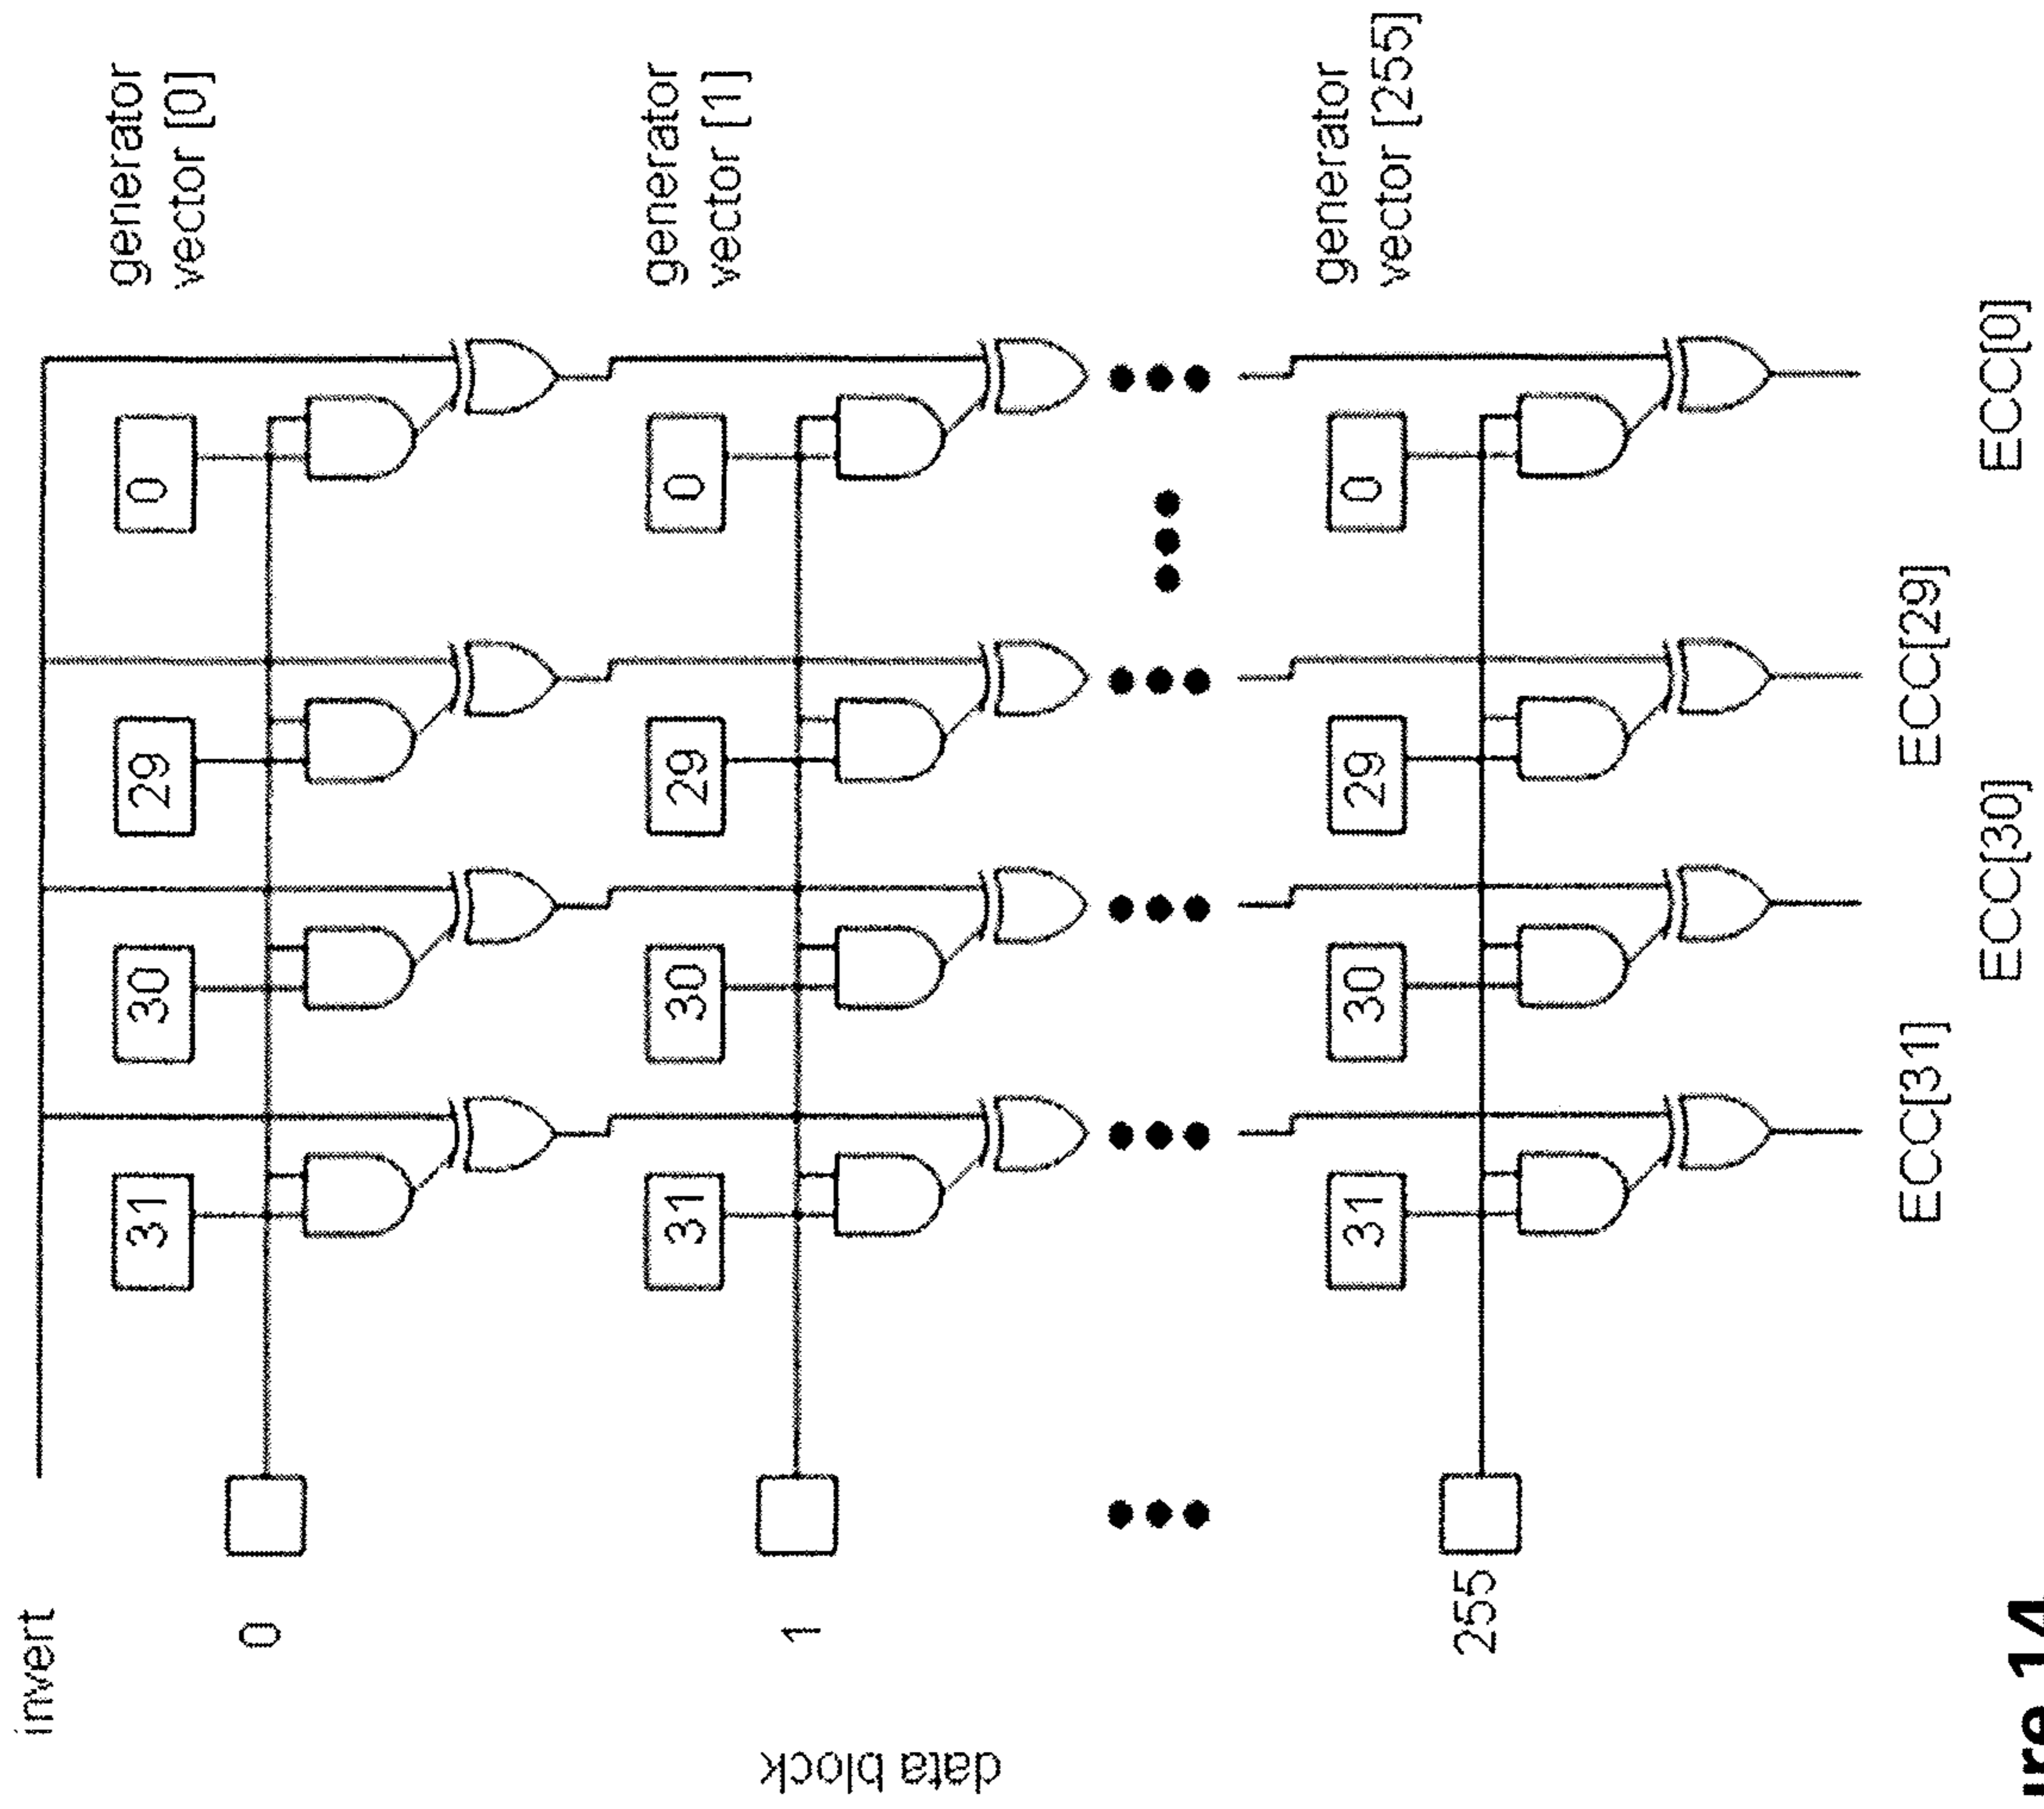 invert
generator
vector [0]
31
30
29
0
0
generator
vector [1]
31
30
29
0
1
data block
generator
vector [255]
31
30
29
0
255
ECC[31]
ECC[30]
ECC[29]
ECC[0]
ure 14